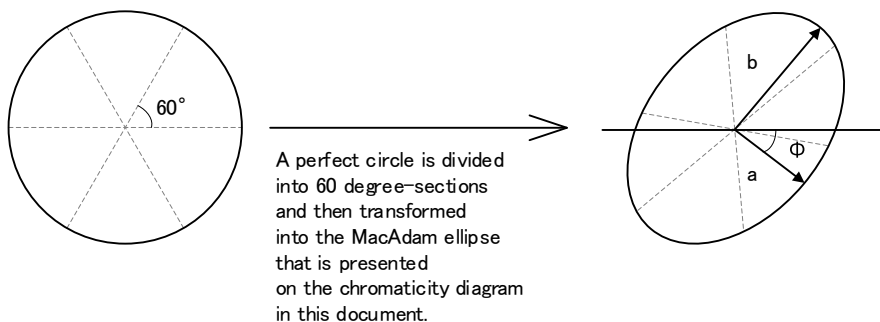 60°
A perfect circle is divided
into 60 degree-sections
and then transformed
into the MacAdam ellipse
that is presented
on the chromaticity diagram
in this document.
b
Φ
a